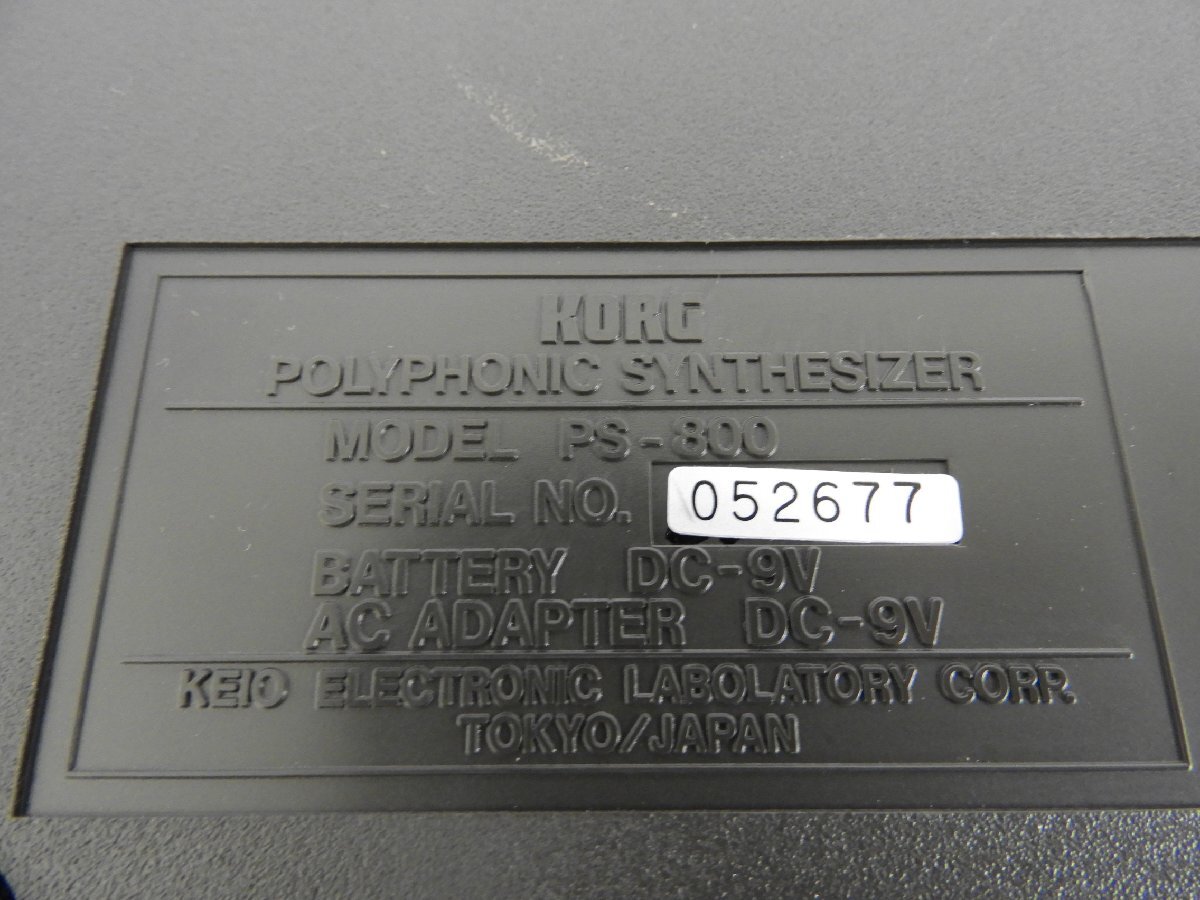 KORG
POLYPHONIC SYNTHESIZER
MODEL PS-800
SERIAL NO. 052677
BATTERY DC-9V
AC ADAPTER DC-9V
KEIO ELECTRONIC LABOLATORY CORP.
TOKYO/JAPAN